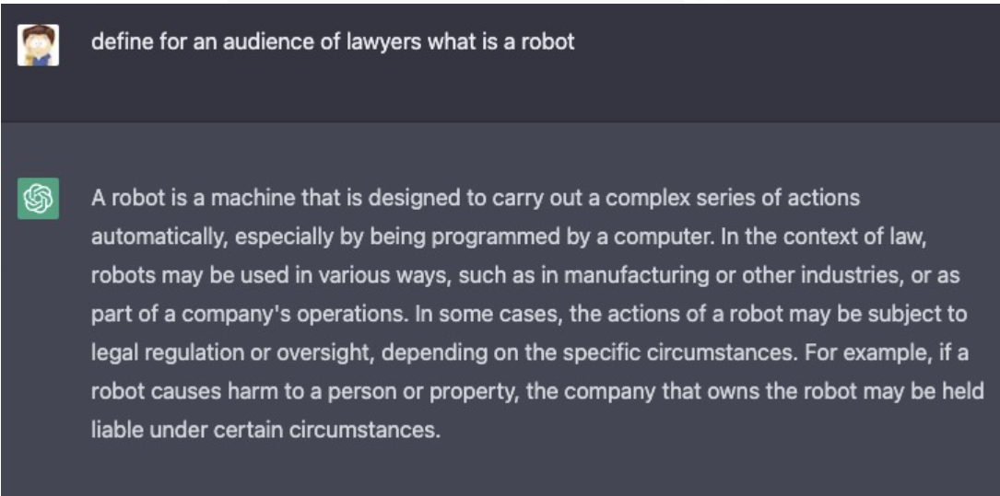 define for an audience of lawyers what is a robot
A robot is a machine that is designed to carry out a complex series of actions
automatically, especially by being programmed by a computer. In the context of law,
robots may be used in various ways, such as in manufacturing or other industries, or as
part of a company's operations. In some cases, the actions of a robot may be subject to
legal regulation or oversight, depending on the specific circumstances. For example, if a
robot causes harm to a person or property, the company that owns the robot may be held
liable under certain circumstances.